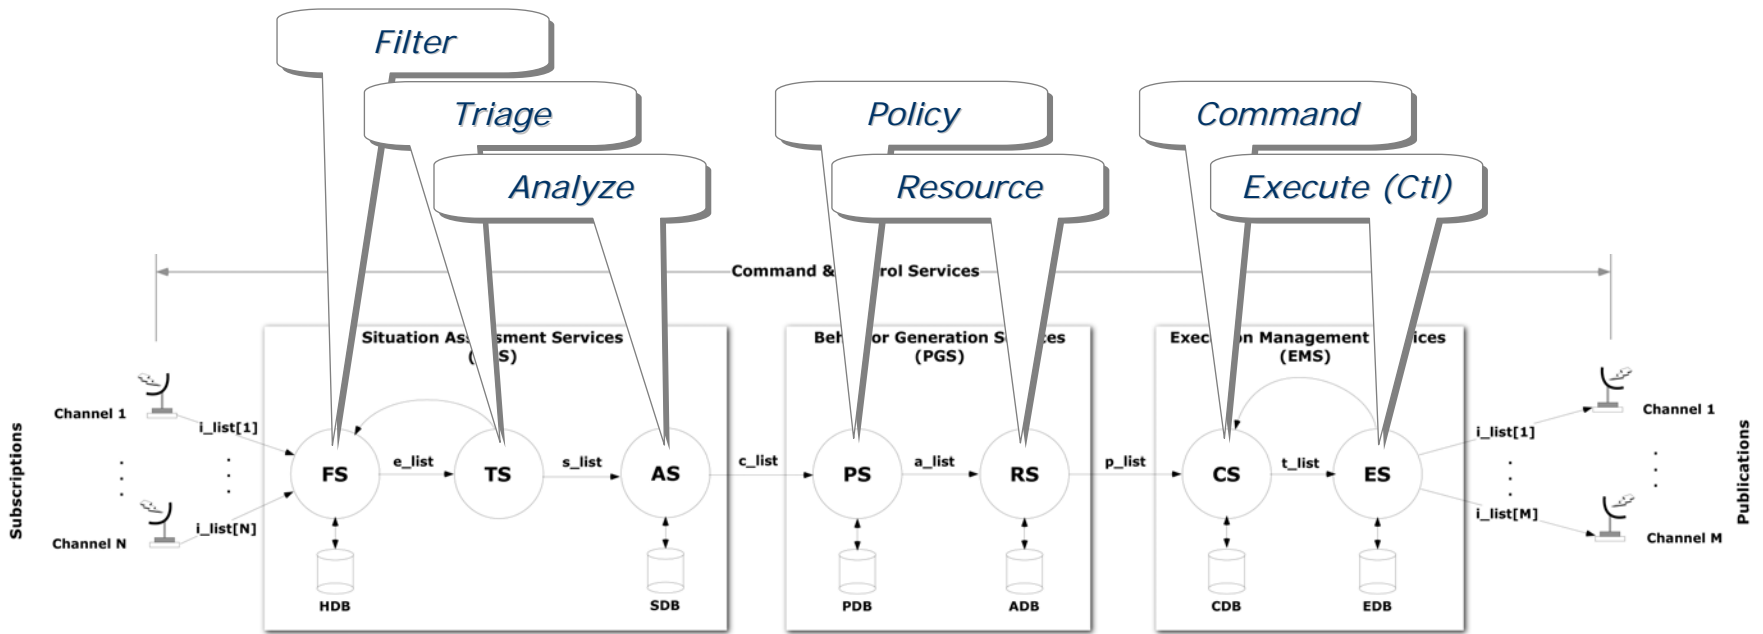 Filter
Triage
Analyze
Policy
Resource
Command
Execute (Ctl)
Command & rol Services
Situation As sment Services
S)
Beh or Generation S es
(PGS)
Exec n Management ices
(EMS)
Subscriptions
Channel 1
Channel N
i_list[1]
i_list[N]
FS
e_list
TS
s_list
AS
c_list
PS
a_list
RS
p_list
CS
t_list
ES
HDB
SDB
PDB
ADB
CDB
EDB
i_list[1]
i_list[M]
Channel 1
Channel M
Publications